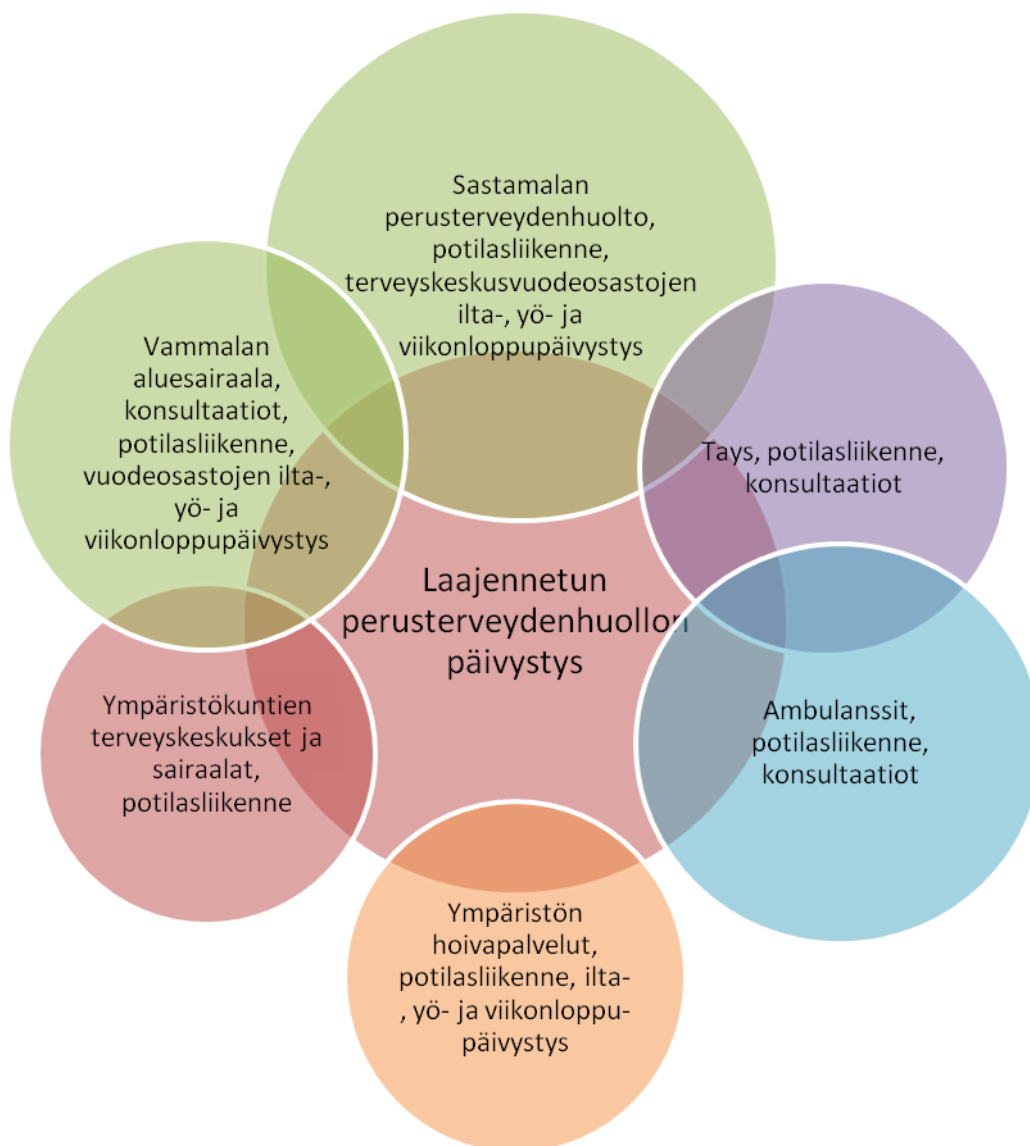 Sastamalan
perusterveydenhuolto,
potilasliikenne,
terveyskeskusvuodeosastojen
ilta-, yö- ja
viikonloppupäivystys
Vammalan
aluesairaala,
konsultaatiot,
potilasliikenne,
vuodeosastojen ilta-,
yö- ja
viikonloppupäivystys
Tays, potilasliikenne,
konsultaatiot
Laajennetun
perusterveydenhuollon
päivystys
Ympäristökuntien
terveyskeskukset ja
sairaalat,
potilasliikenne
Ambulanssit,
potilasliikenne,
konsultaatiot
Ympäristön
hoivapalvelut,
potilasliikenne, ilta-
, yö- ja viikonloppu-
päivystys